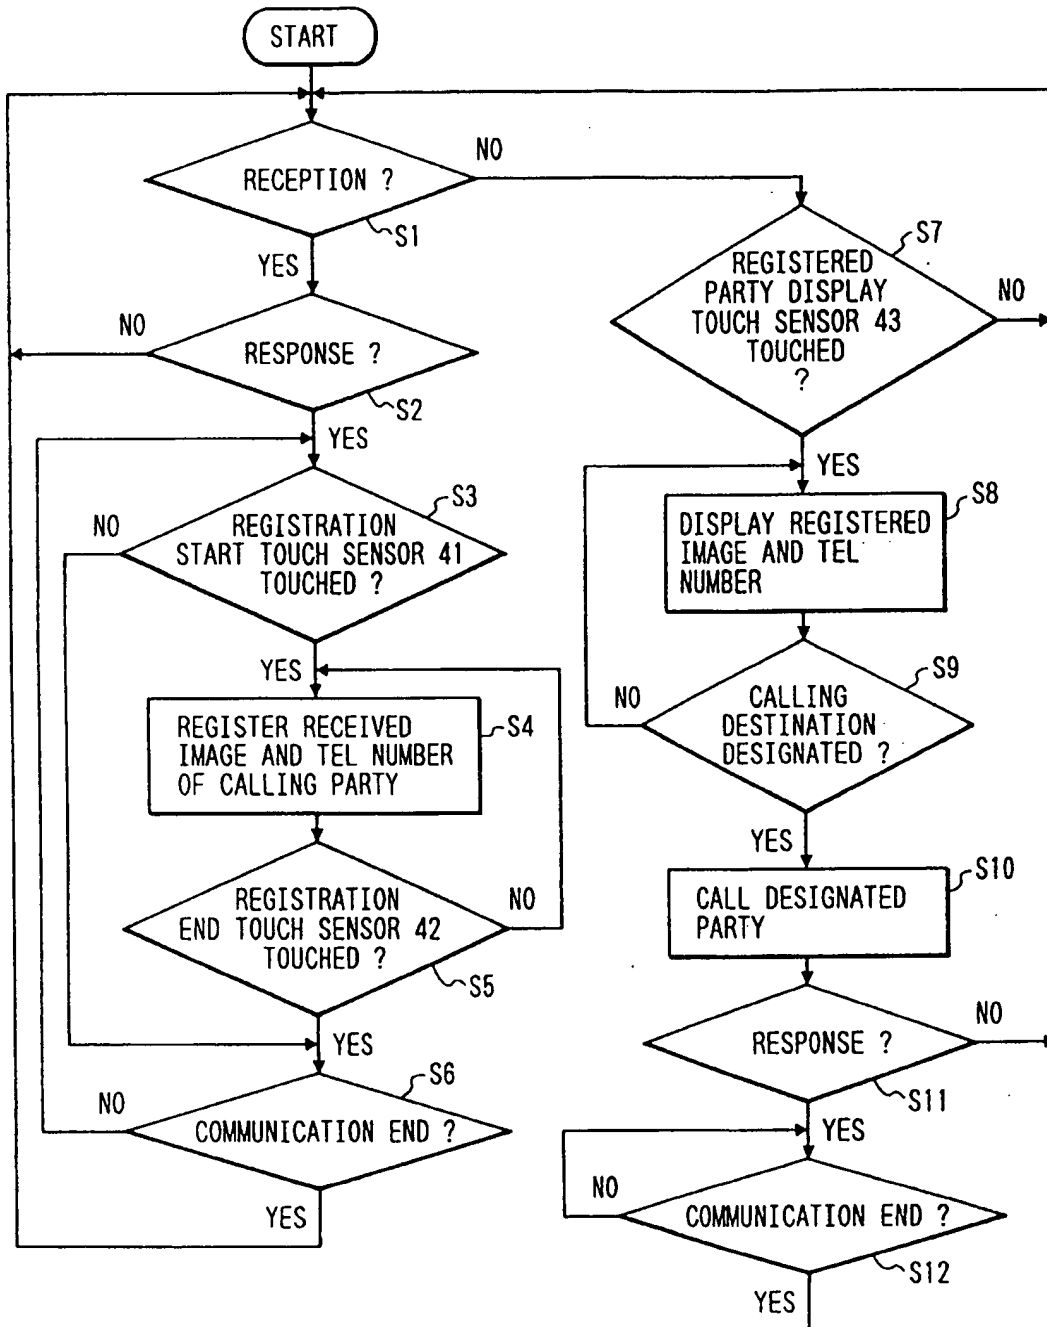 START
RECEPTION ?
NO
S1
YES
RESPONSE ?
NO
S2
YES
REGISTRATION
START TOUCH SENSOR 41
TOUCHED ?
S3
NO
YES
REGISTER RECEIVED
IMAGE AND TEL NUMBER
OF CALLING PARTY
S4
REGISTRATION
END TOUCH SENSOR 42
TOUCHED ?
NO
S5
YES
COMMUNICATION END ?
S6
NO
YES
REGISTERED
PARTY DISPLAY
TOUCH SENSOR 43
TOUCHED
?
S7
NO
YES
DISPLAY REGISTERED
IMAGE AND TEL
NUMBER
S8
CALLING
DESTINATION
DESIGNATED ?
S9
NO
YES
CALL DESIGNATED
PARTY
S10
RESPONSE ?
NO
S11
YES
COMMUNICATION END ?
NO
S12
YES